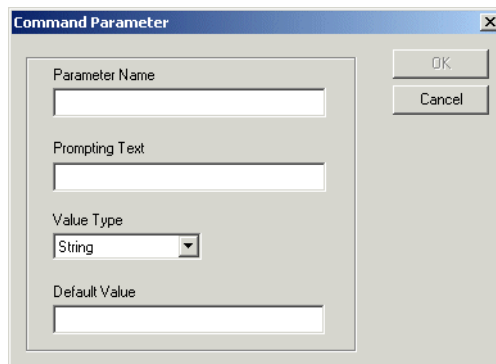 Command Parameter
Parameter Name
OK
Cancel
Prompting Text
Value Type
String
Default Value